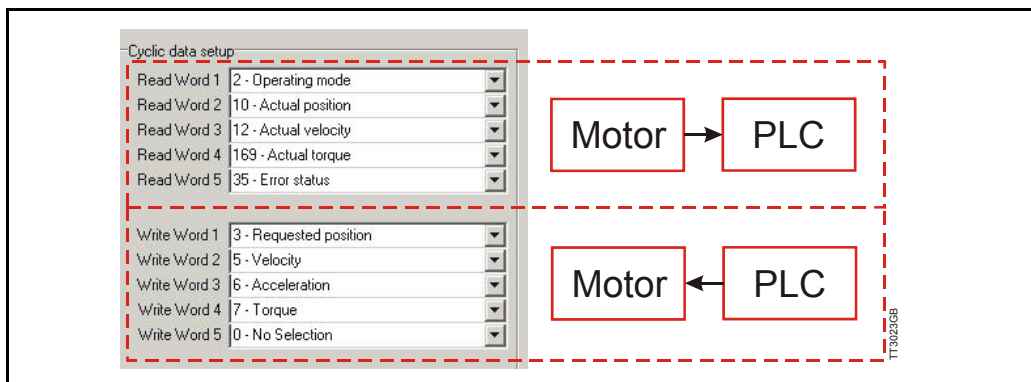 Cyclic data setup
Read Word 1 2 - Operating mode
Read Word 2 10 - Actual position
Read Word 3 12 - Actual velocity
Read Word 4 169 - Actual torque
Read Word 5 35 - Error status
Motor PLC
Write Word 1 3 - Requested position
Write Word 2 5 - Velocity
Write Word 3 6 - Acceleration
Write Word 4 7 - Torque
Write Word 5 0 - No Selection
Motor PLC
TT3023GB